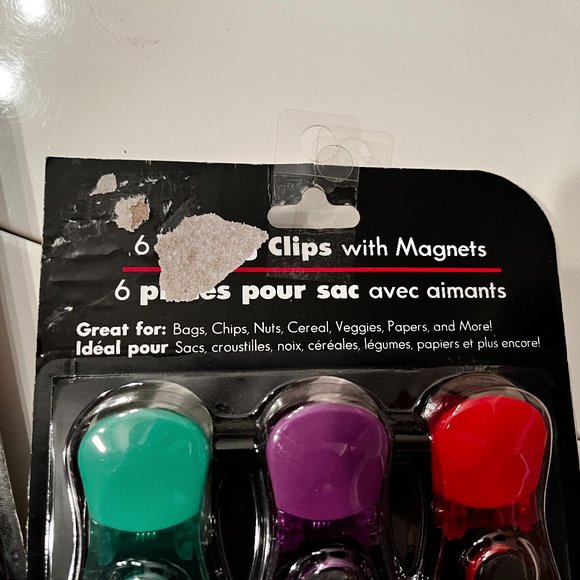 6 Clips with Magnets
6 pour sac avec aimants
Great for: Bags, Chips, Nuts, Cereal, Veggies, Papers, and More!
Idéal pour Sacs, croustilles, noix, céréales, légumes, papiers et plus encore!